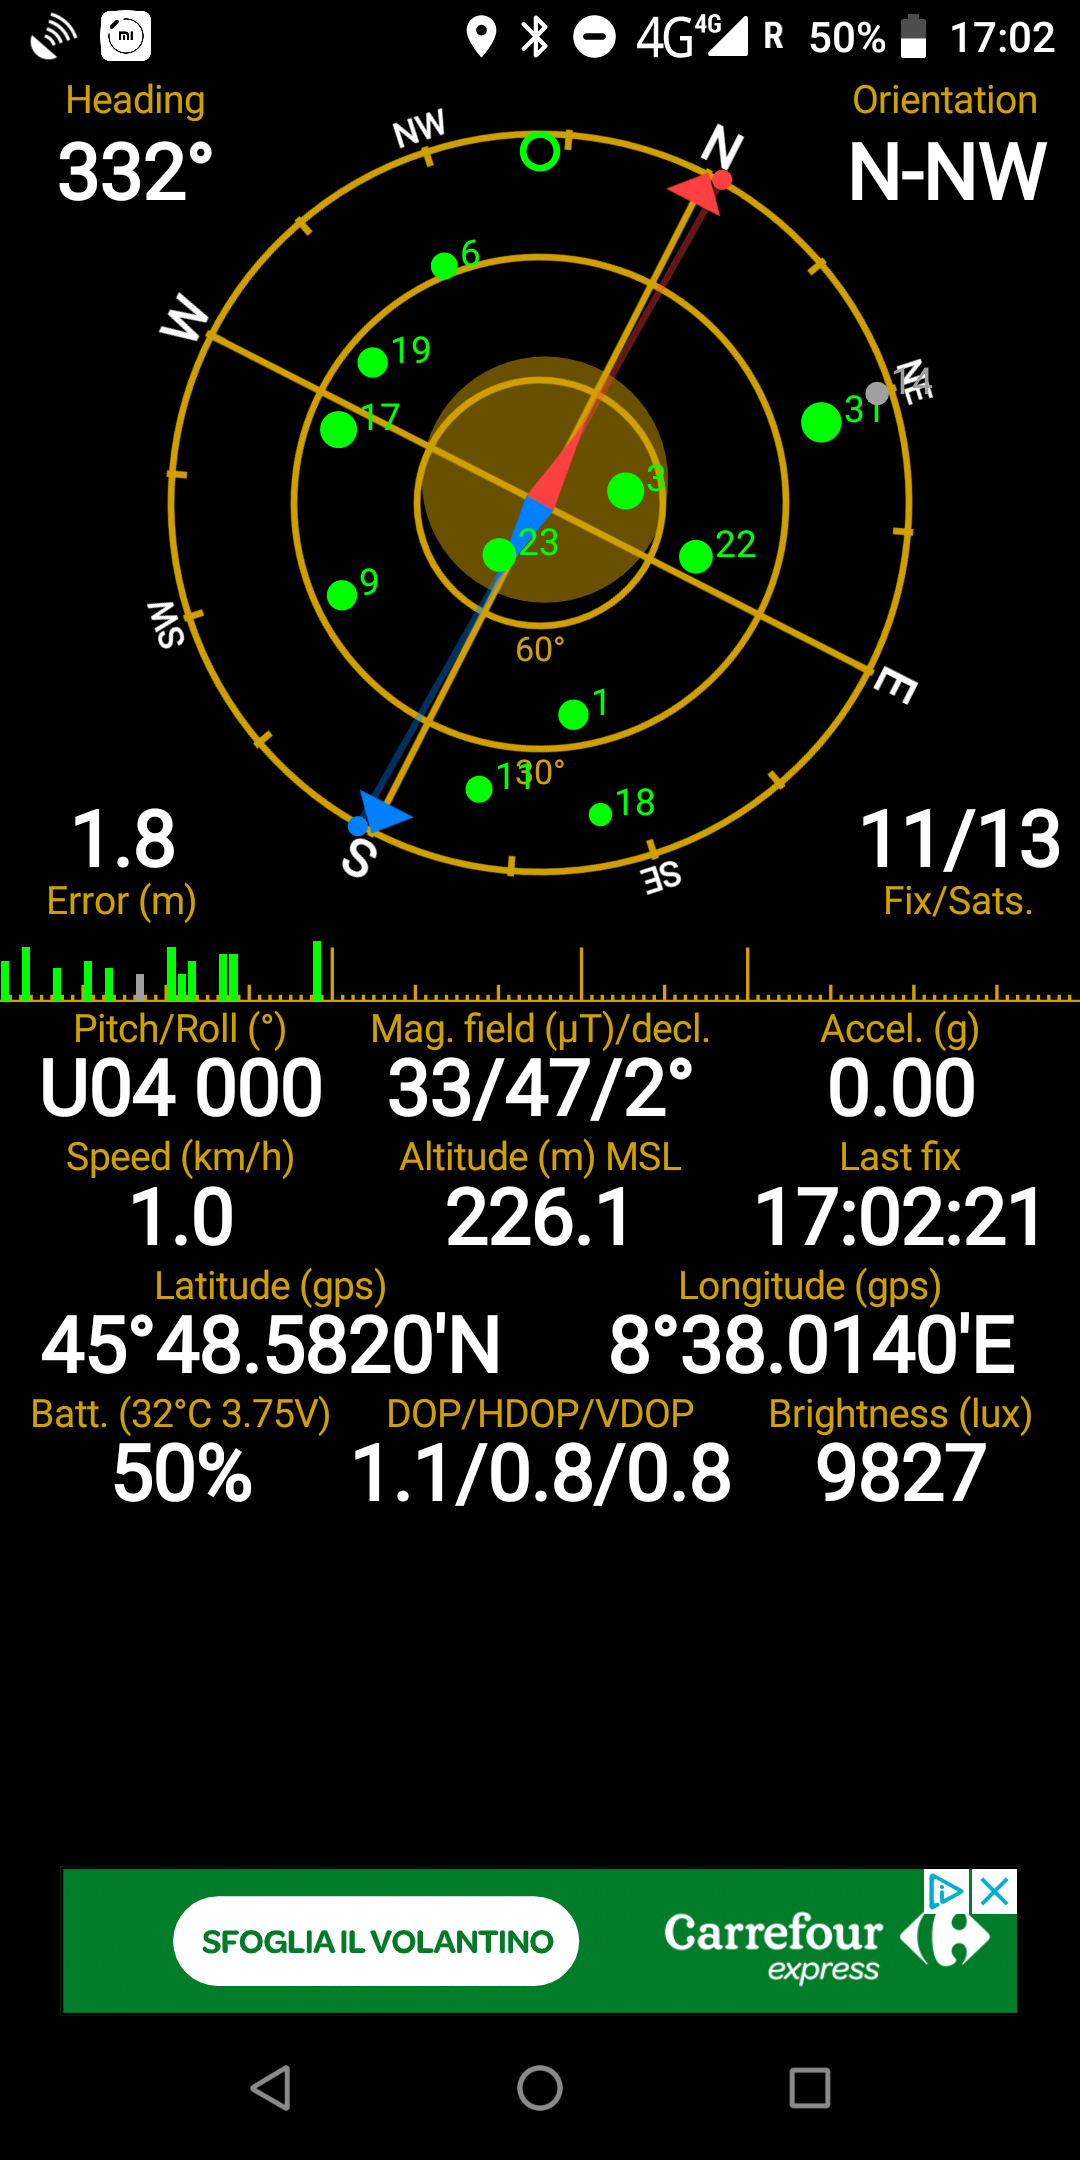 4G 4G R 50% 17:02
Heading
Orientation
332°
N-NW
NW
N
6
W
19
NE
14
31
17
3
23
22
9
SW
60°
E
1
30°
11
18
1.8
11/13
S
SE
Error (m)
Fix/Sats.
Pitch/Roll (°) Mag. field (µT)/decl. Accel. (g)
U04 000 33/47/2° 0.00
Speed (km/h) Altitude (m) MSL Last fix
1.0 226.1 17:02:21
Latitude (gps) Longitude (gps)
45°48.5820'N 8°38.0140'E
Batt. (32°C 3.75V) DOP/HDOP/VDOP Brightness (lux)
50% 1.1/0.8/0.8 9827
SFOGLIA IL VOLANTINO
Carrefour
express